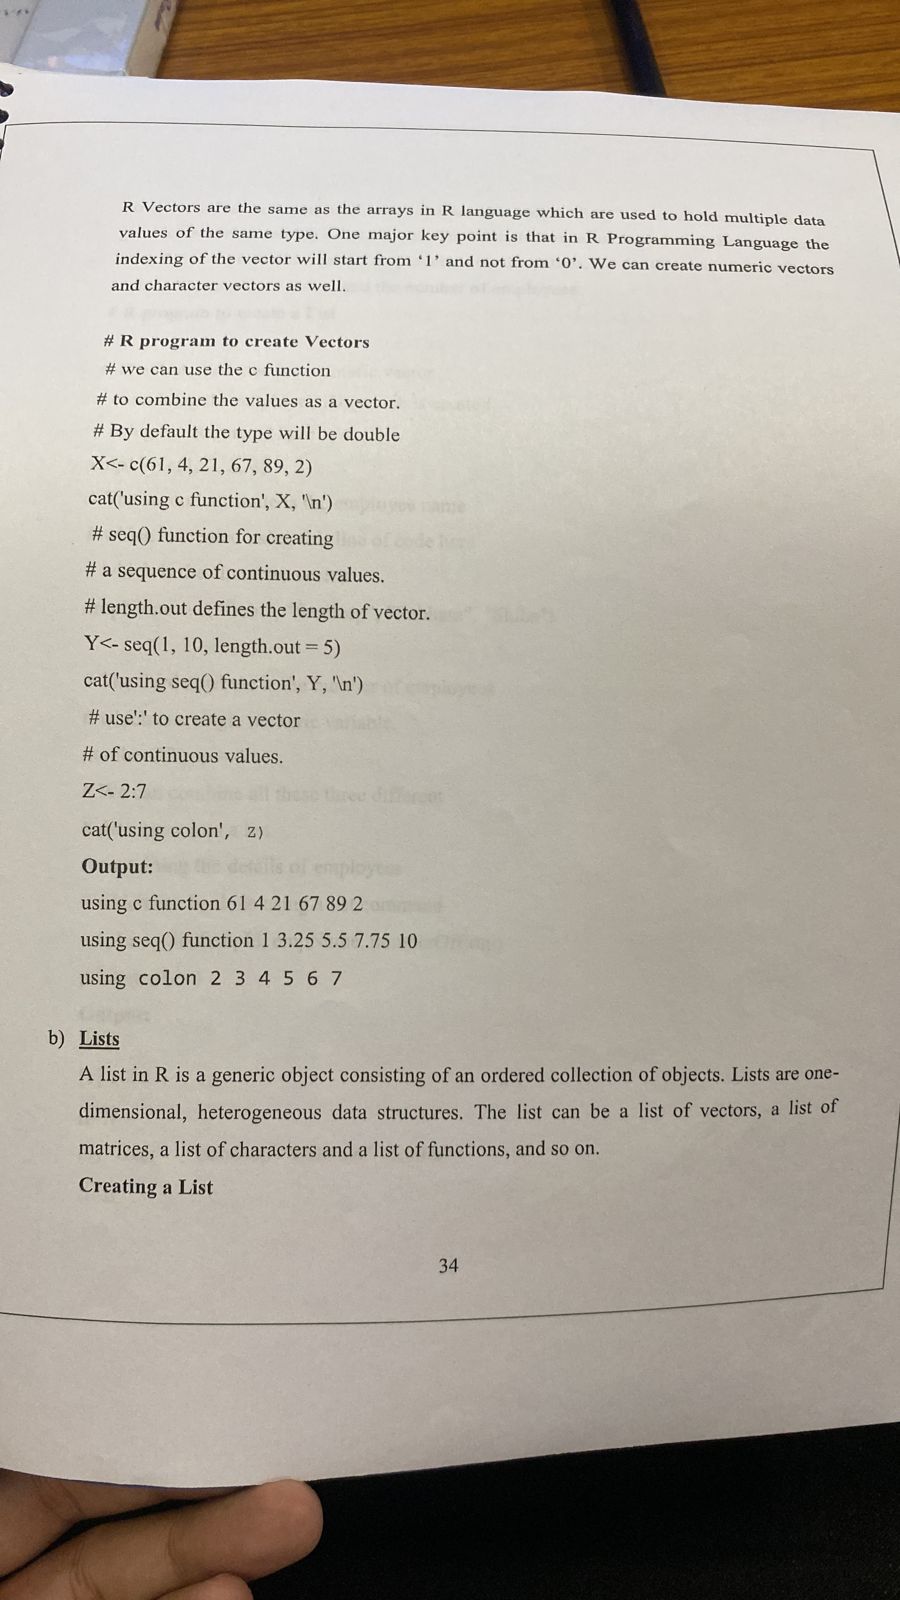 R Vectors are the same as the arrays in R language which are used to hold multiple data
values of the same type. One major key point is that in R Programming Language the
indexing of the vector will start from ‘1’ and not from ‘0’. We can create numeric vectors
and character vectors as well.
# R program to create Vectors
# we can use the c function
# to combine the values as a vector.
# By default the type will be double
X<- c(61, 4, 21, 67, 89, 2)
cat('using c function', X, '\n')
# seq() function for creating
# a sequence of continuous values.
# length.out defines the length of vector.
Y<- seq(1, 10, length.out = 5)
cat('using seq() function', Y, '\n')
# use':' to create a vector
# of continuous values.
Z<- 2:7
cat('using colon', z)
Output:
using c function 61 4 21 67 89 2
using seq() function 1 3.25 5.5 7.75 10
using colon 2 3 4 5 6 7
b) Lists
A list in R is a generic object consisting of an ordered collection of objects. Lists are one-
dimensional, heterogeneous data structures. The list can be a list of vectors, a list of
matrices, a list of characters and a list of functions, and so on.
Creating a List
34